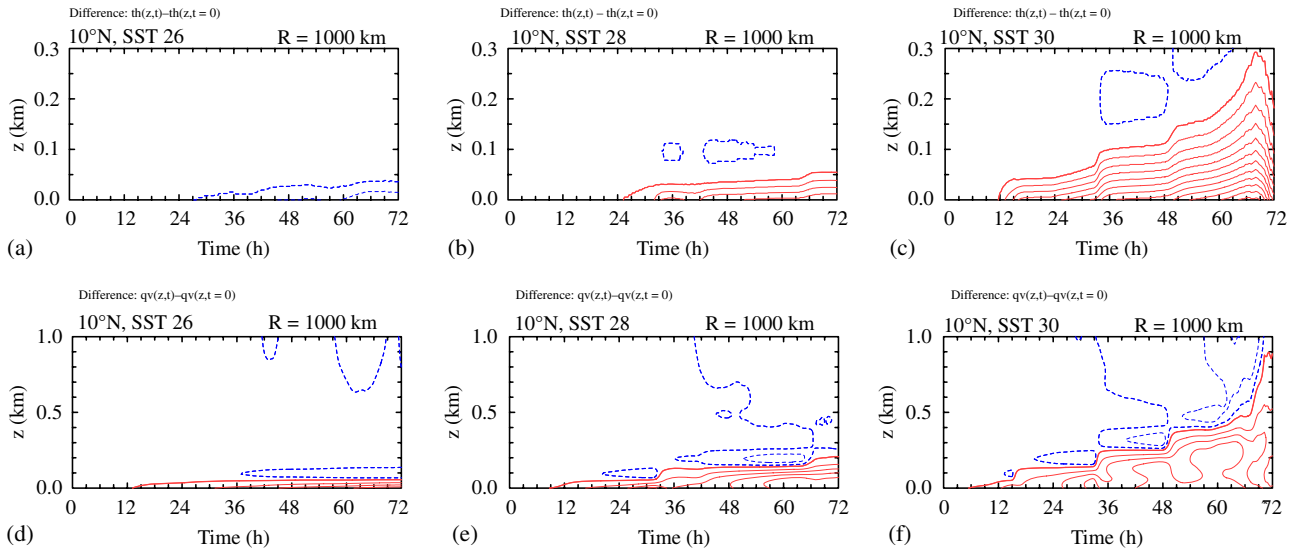 Difference: th(z,t)–th(z,t = 0)
10°N, SST 26 R = 1000 km
0.3
0.2
0.1
0.0
z (km)
0 12 24 36 48 60 72
Time (h)
(a)
Difference: th(z,t) – th(z,t = 0)
10°N, SST 28 R = 1000 km
0.3
0.2
0.1
0.0
z (km)
0 12 24 36 48 60 72
Time (h)
(b)
Difference: th(z,t) – th(z,t = 0)
10°N, SST 30 R = 1000 km
0.3
0.2
0.1
0.0
z (km)
0 12 24 36 48 60 72
Time (h)
(c)
Difference: qv(z,t)–qv(z,t = 0)
10°N, SST 26 R = 1000 km
1.0
0.5
0.0
z (km)
0 12 24 36 48 60 72
Time (h)
(d)
Difference: qv(z,t)–qv(z,t = 0)
10°N, SST 28 R = 1000 km
1.0
0.5
0.0
z (km)
0 12 24 36 48 60 72
Time (h)
(e)
Difference: qv(z,t)–qv(z,t = 0)
10°N, SST 30 R = 1000 km
1.0
0.5
0.0
z (km)
0 12 24 36 48 60 72
Time (h)
(f)